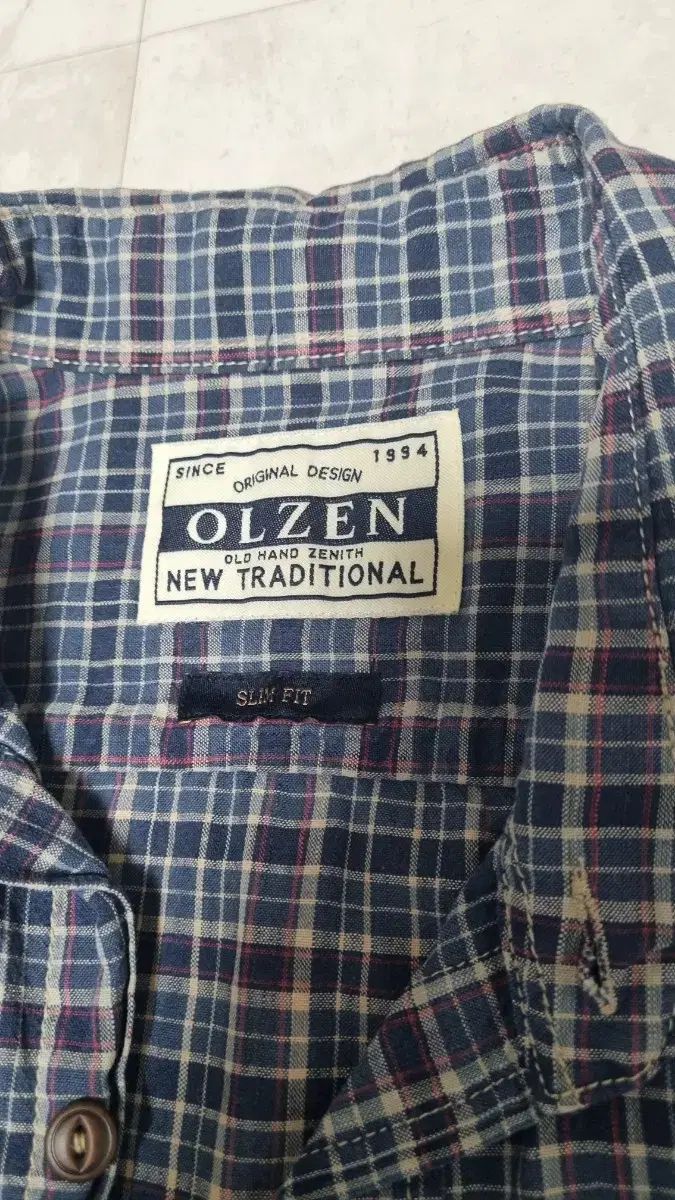 SINCE 1994
ORIGINAL DESIGN
OLZEN
OLD HAND ZENITH
NEW TRADITIONAL
SLIM FIT